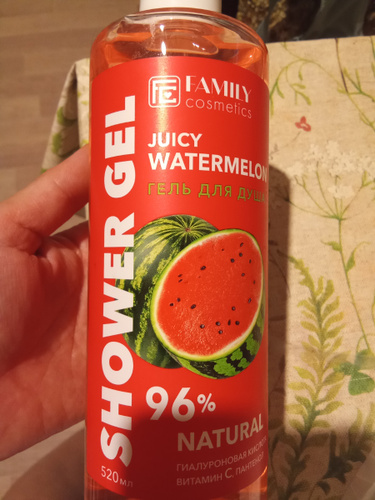 FAMILY
cosmetics
JUICY
WATERMELON
ГЕЛЬ ДЛЯ ДУША
SHOWER GEL
96%
NATURAL
ГИАЛУРОНОВАЯ КИСЛОТА
ВИТАМИН С, ПАНТЕНОЛ
520 мл